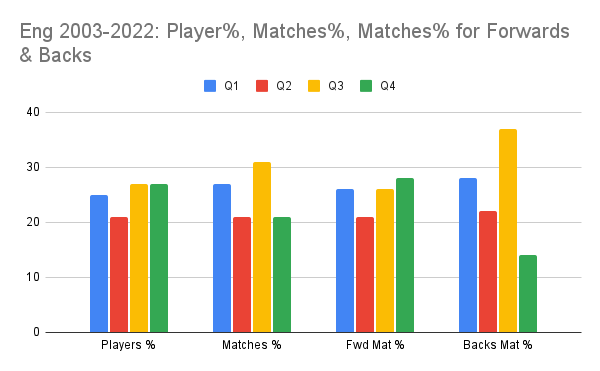 Eng 2003-2022: Player%, Matches%, Matches% for Forwards
& Backs
Q1 Q2 Q3 Q4
40
30
20
10
0
Players % Matches % Fwd Mat % Backs Mat %